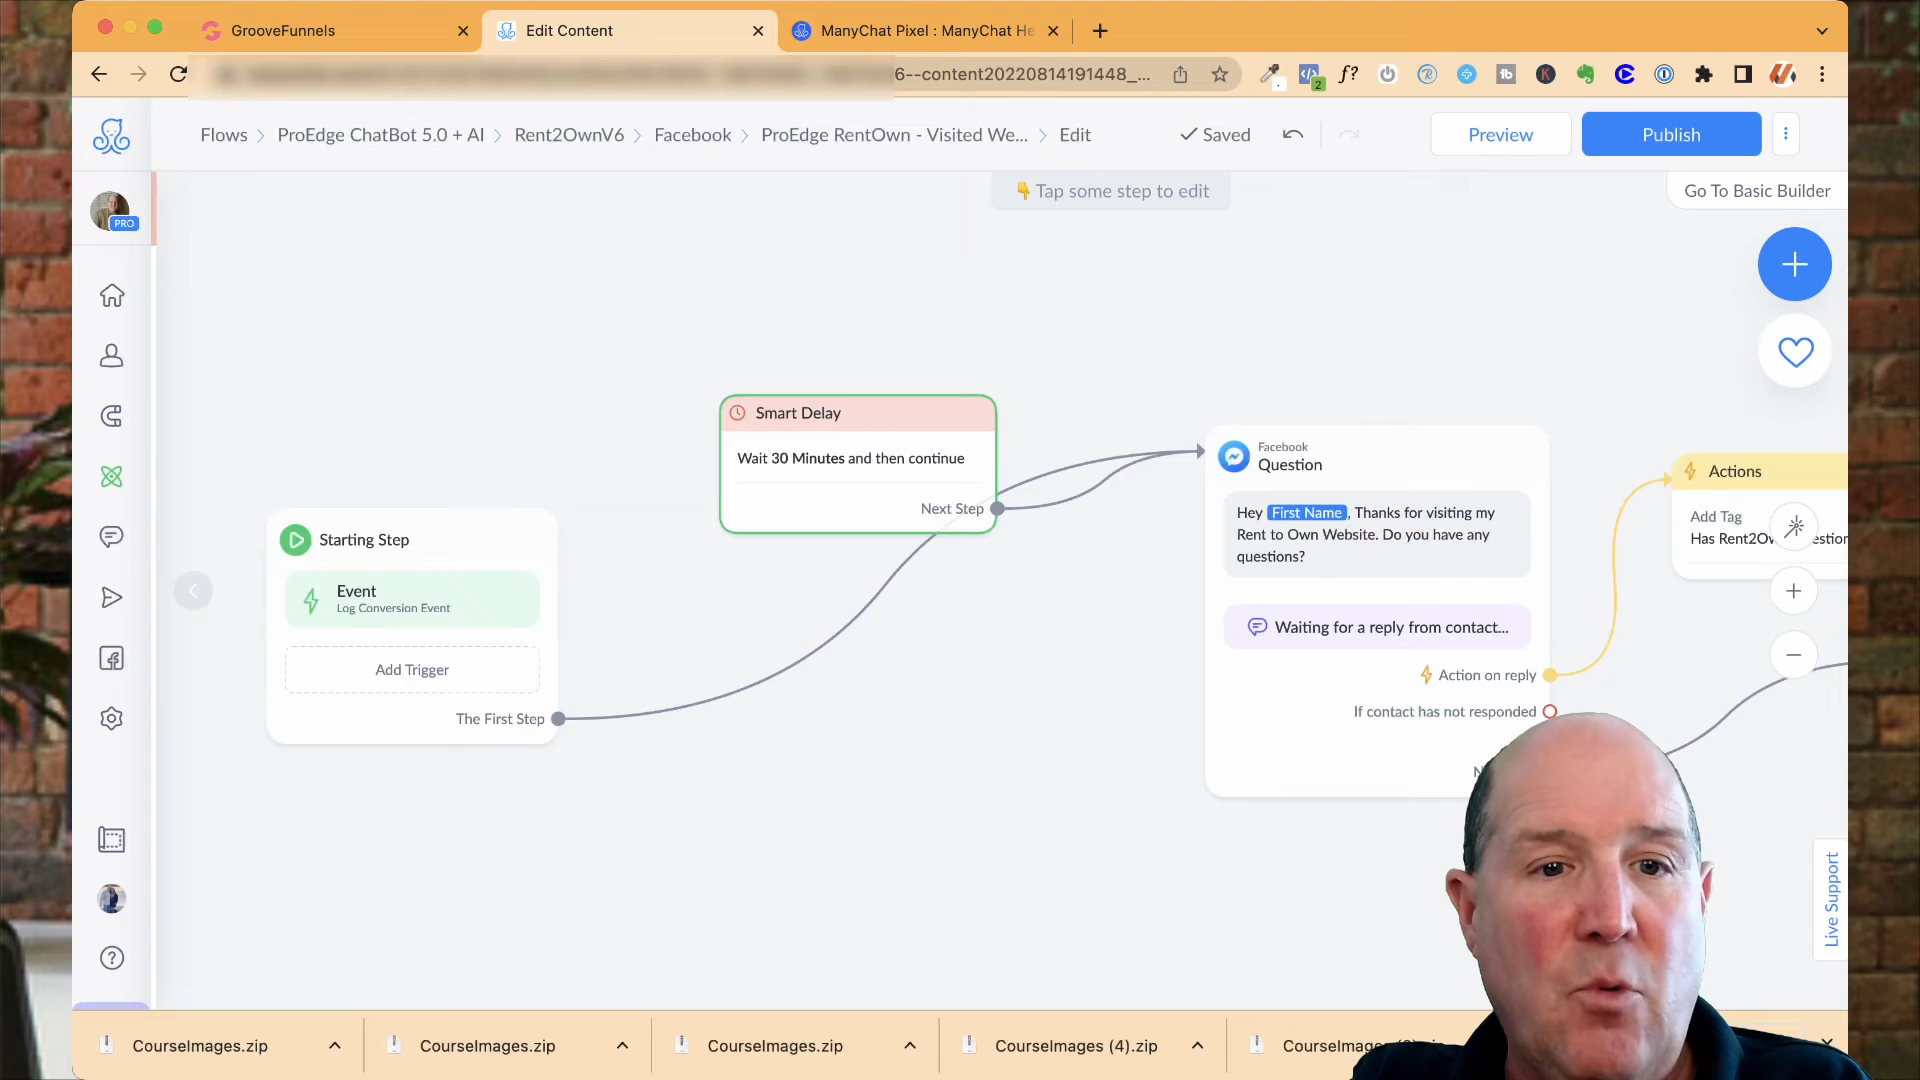 GrooveFunnels
Edit Content
ManyChat Pixel : ManyChat He
6--content20220814191448_...
2
f?
tb
K
Flows > ProEdge ChatBot 5.0 + AI > Rent2OwnV6 > Facebook > ProEdge RentOwn - Visited We... > Edit
Saved
Preview
Publish
PRO
👇 Tap some step to edit
Go To Basic Builder
Smart Delay
Wait 30 Minutes and then continue
Next Step
Starting Step
Event
Log Conversion Event
Add Trigger
The First Step
Facebook
Question
Hey First Name, Thanks for visiting my
Rent to Own Website. Do you have any
questions?
Waiting for a reply from contact...
Action on reply
If contact has not responded
Actions
Add Tag
Has Rent2Ow
Live Support
CourseImages.zip
CourseImages.zip
CourseImages.zip
CourseImages (4).zip